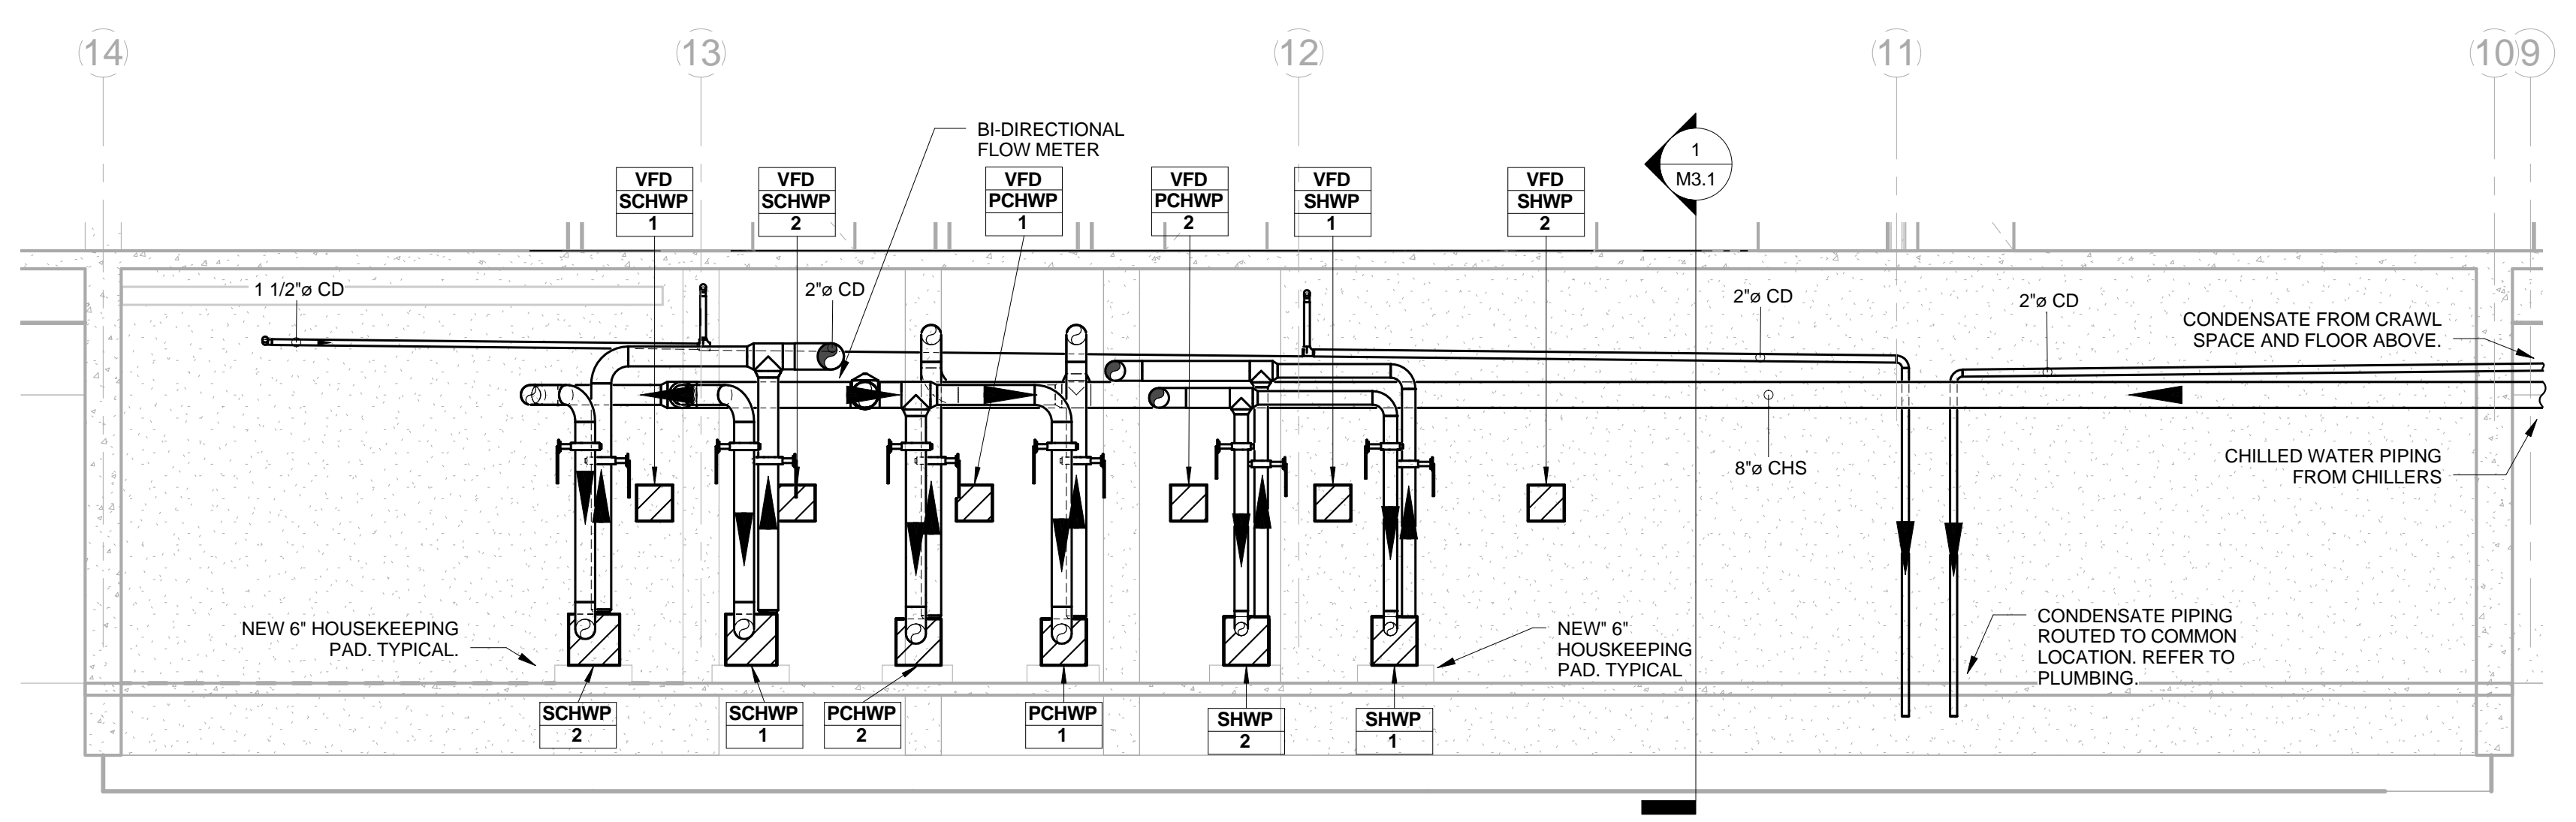 14
13
12
11
10
9
BI-DIRECTIONAL
FLOW METER
1
M3.1
VFD
SCHWP
1
VFD
SCHWP
2
VFD
PCHWP
1
VFD
PCHWP
2
VFD
SHWP
1
VFD
SHWP
2
1 1/2"ø CD
2"ø CD
2"ø CD
2"ø CD
CONDENSATE FROM CRAWL
SPACE AND FLOOR ABOVE.
8"ø CHS
CHILLED WATER PIPING
FROM CHILLERS
NEW 6" HOUSEKEEPING
PAD. TYPICAL.
NEW" 6"
HOUSKEEPING
PAD. TYPICAL
CONDENSATE PIPING
ROUTED TO COMMON
LOCATION. REFER TO
PLUMBING.
SCHWP
2
SCHWP
1
PCHWP
2
PCHWP
1
SHWP
2
SHWP
1